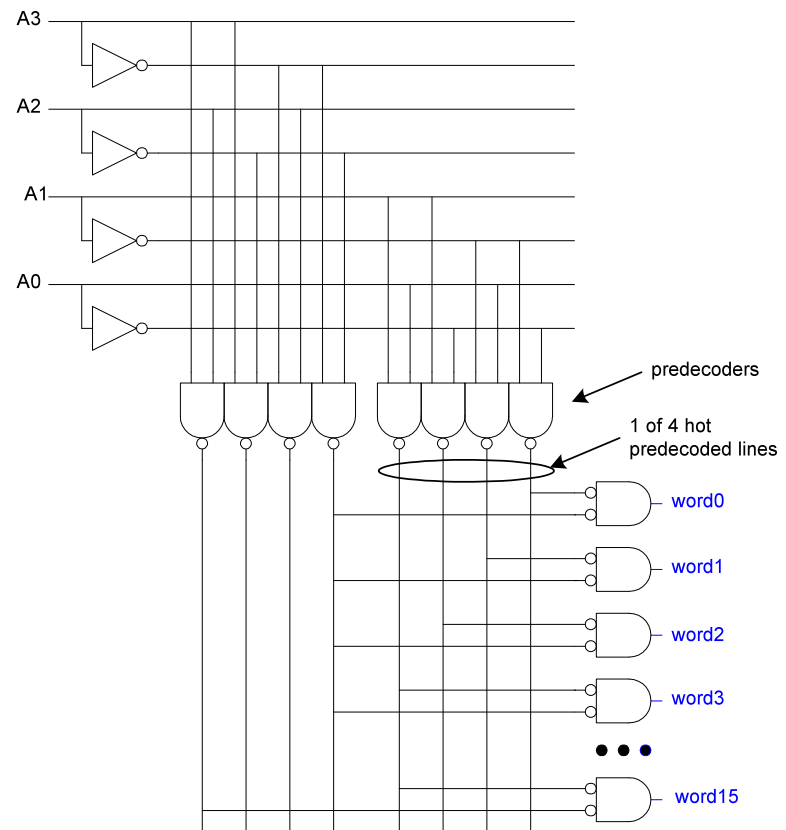 A3
A2
A1
A0
predecoders
1 of 4 hot
predecoded lines
word0
word1
word2
word3
word15